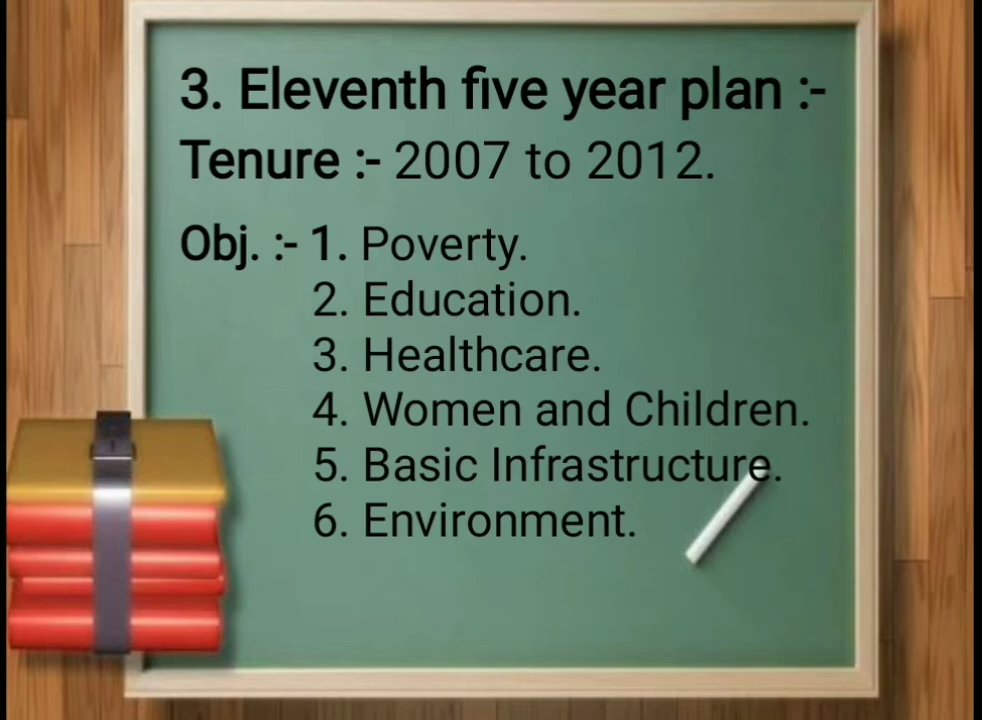 3. Eleventh five year plan :-
Tenure :- 2007 to 2012.
Obj. :- 1. Poverty.
2. Education.
3. Healthcare.
4. Women and Children.
5. Basic Infrastructure.
6. Environment.